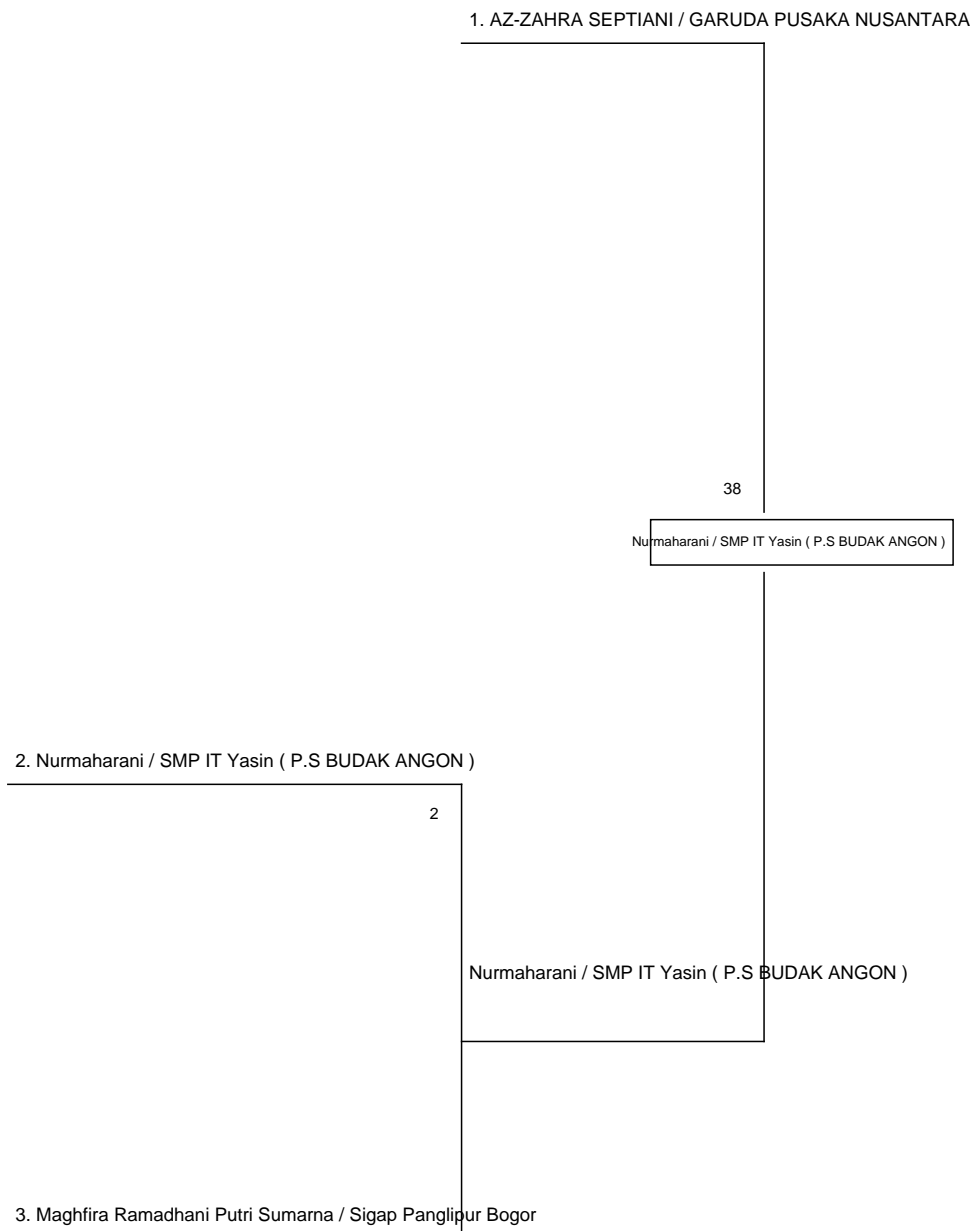 1. AZ-ZAHRA SEPTIANI / GARUDA PUSAKA NUSANTARA
38
Nurmaharani / SMP IT Yasin ( P.S BUDAK ANGON )
2. Nurmaharani / SMP IT Yasin ( P.S BUDAK ANGON )
2
Nurmaharani / SMP IT Yasin ( P.S BUDAK ANGON )
3. Maghfira Ramadhani Putri Sumarna / Sigap Panglipur Bogor